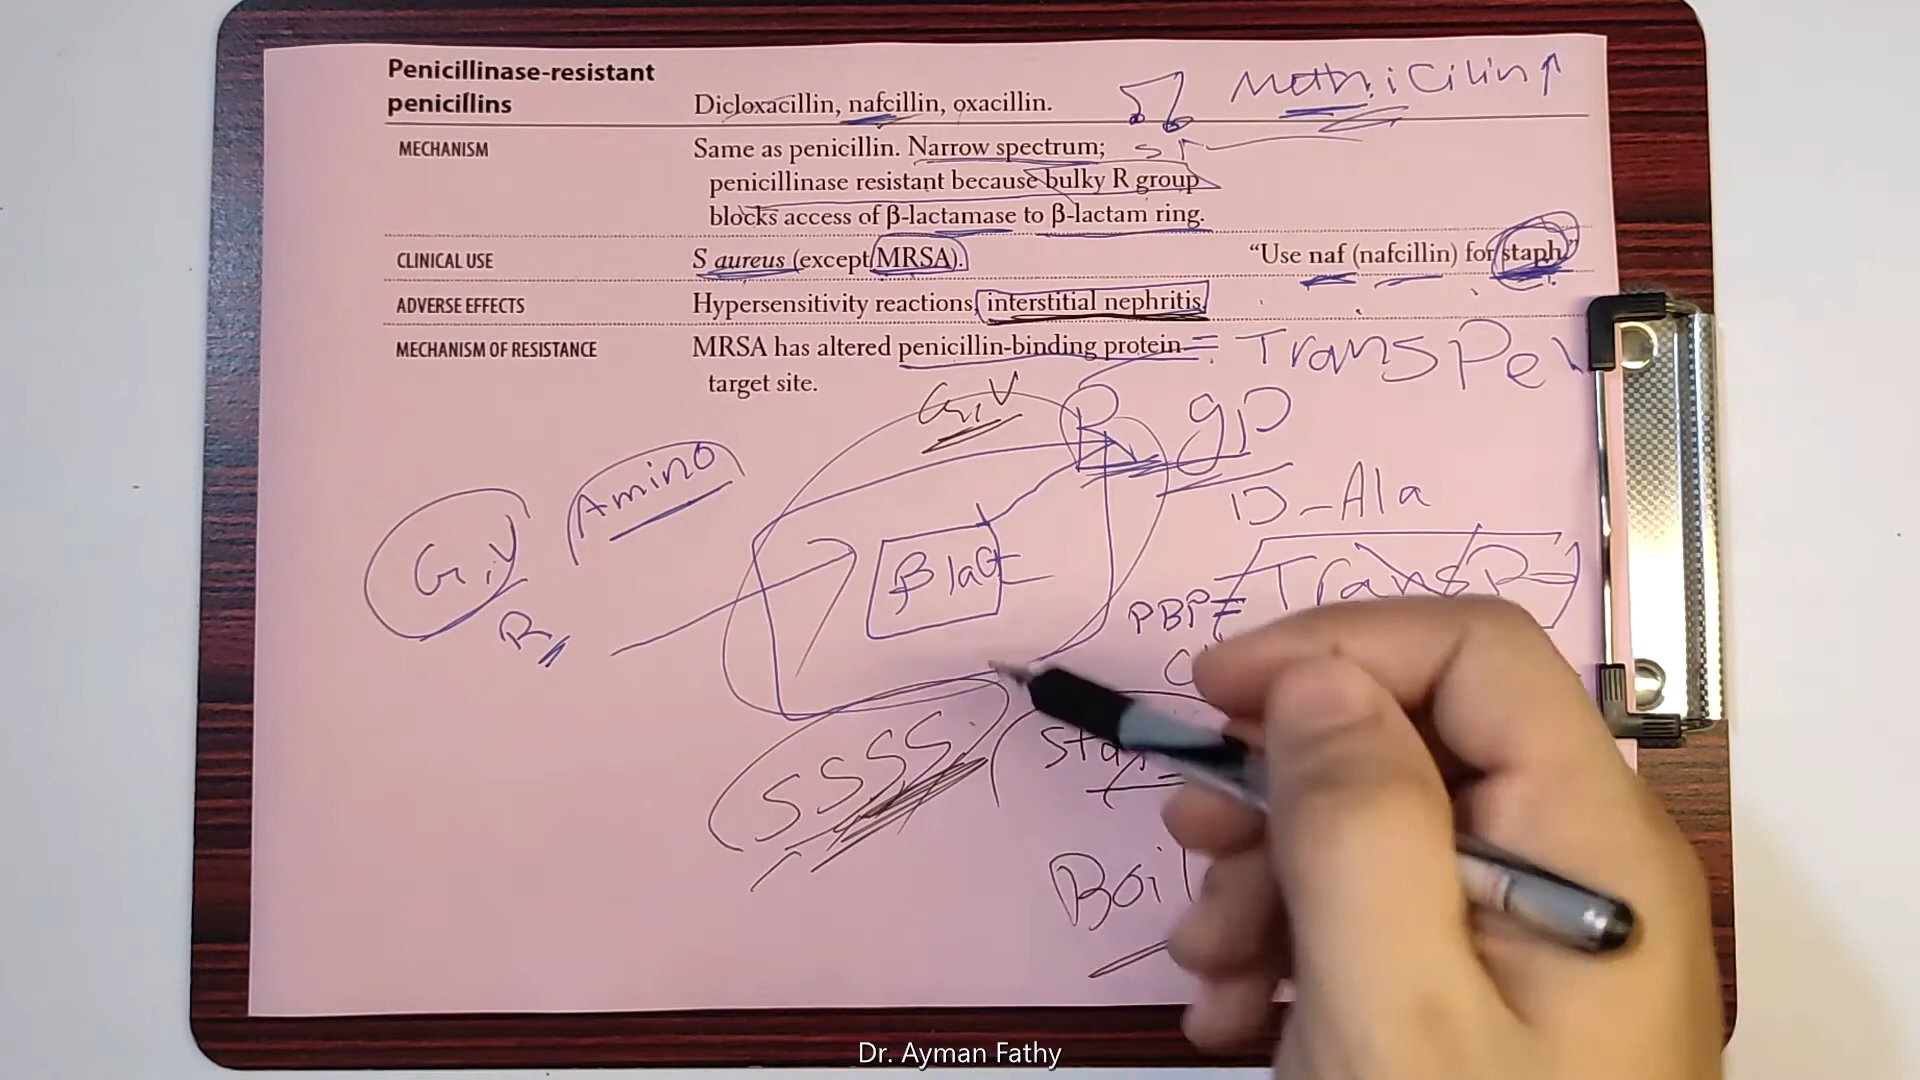 Penicillinase-resistant
penicillins
Dicloxacillin, nafcillin, oxacillin.
Methicilin
MECHANISM
Same as penicillin. Narrow spectrum;
penicillinase resistant because bulky R group
blocks access of β-lactamase to β-lactam ring.
CLINICAL USE
S aureus (except MRSA).
“Use naf (nafcillin) for staph.”
ADVERSE EFFECTS
Hypersensitivity reactions, interstitial nephritis.
MECHANISM OF RESISTANCE
MRSA has altered penicillin-binding protein
target site.
= TransPe
R gp
Amino
D-Ala
β lact
PBP = TransP
R
SSSS
Boil
Dr. Ayman Fathy